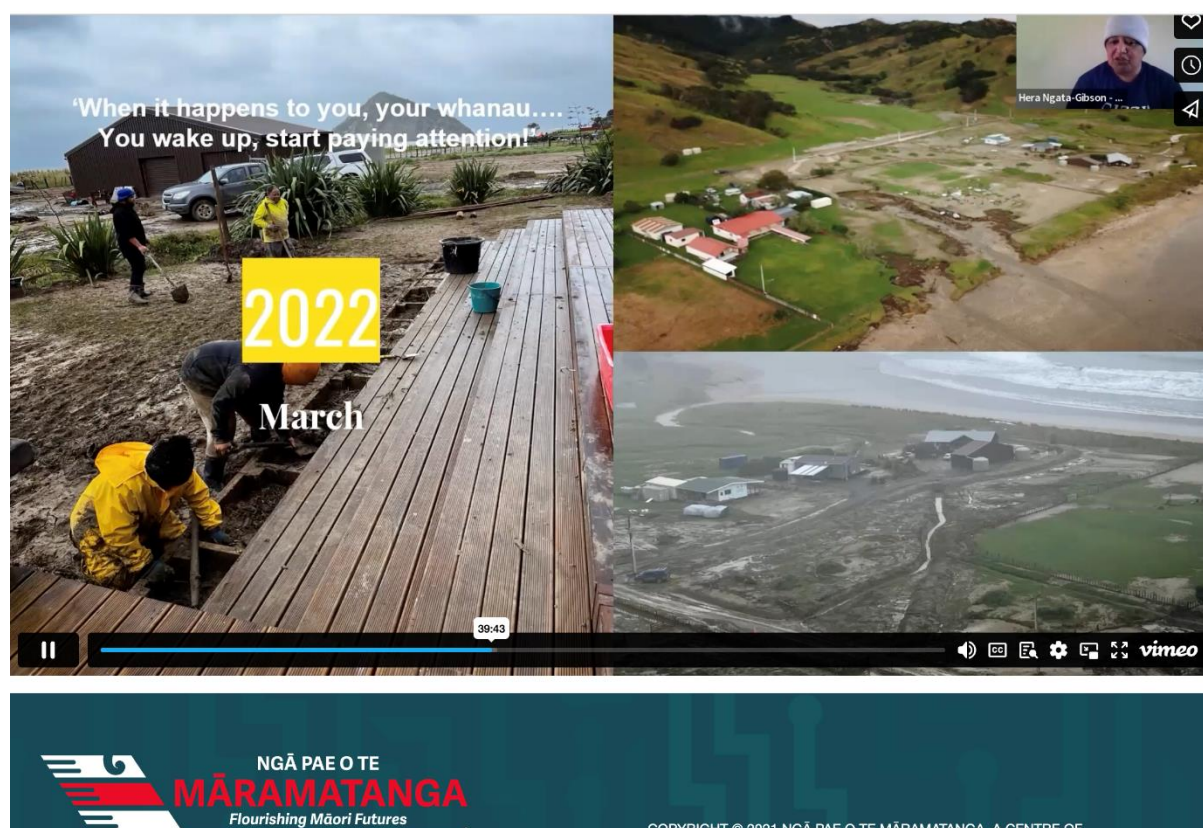 'When it happens to you, your whanau....
You wake up, start paying attention!'
2022
March
Hera Ngata-Gibson - ...
39:43
CC
vimeo
NGĀ PAE O TE
MĀRAMATANGA
Flourishing Māori Futures
COPYRIGHT © 2021 NGĀ PAE O TE MĀRAMATANGA, A CENTRE OF